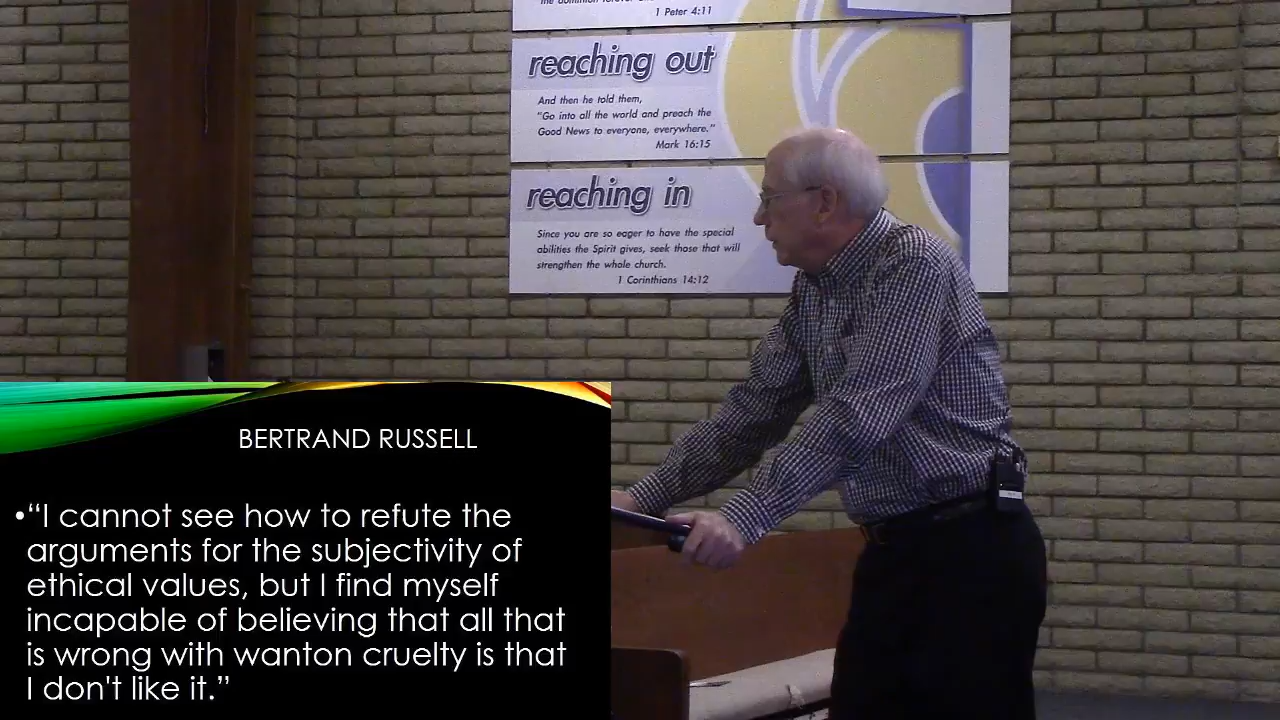 1 Peter 4:11
reaching out
And then he told them,
"Go into all the world and preach the
Good News to everyone, everywhere."
Mark 16:15
reaching in
Since you are so eager to have the special
abilities the Spirit gives, seek those that will
strengthen the whole church.
1 Corinthians 14:12
BERTRAND RUSSELL
•“I cannot see how to refute the
arguments for the subjectivity of
ethical values, but I find myself
incapable of believing that all that
is wrong with wanton cruelty is that
I don't like it.”